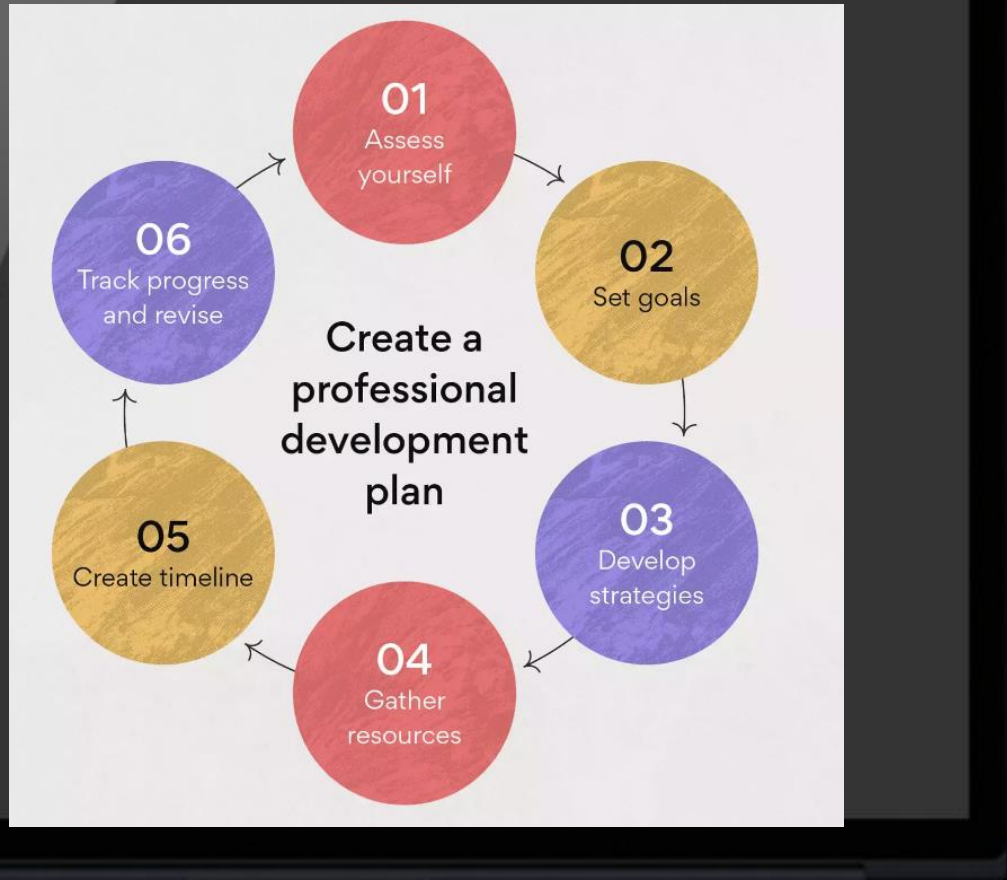 01
Assess
yourself
02
Set goals
03
Develop
strategies
04
Gather
resources
05
Create timeline
06
Track progress
and revise
Create a
professional
development
plan